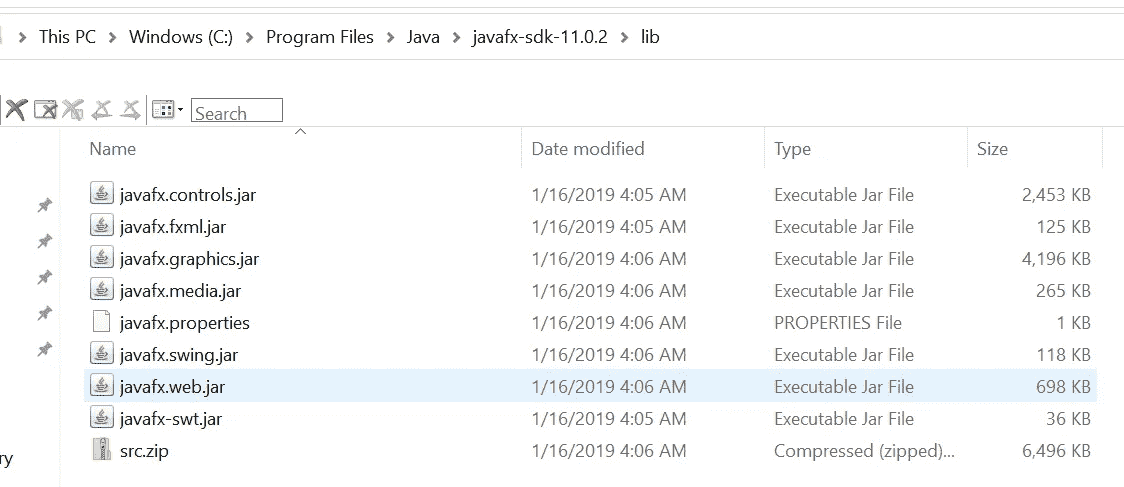 This PC > Windows (C:) > Program Files > Java > javafx-sdk-11.0.2 > lib
Search
Name Date modified Type Size
javafx.controls.jar 1/16/2019 4:05 AM Executable Jar File 2,453 KB
javafx.fxml.jar 1/16/2019 4:06 AM Executable Jar File 125 KB
javafx.graphics.jar 1/16/2019 4:06 AM Executable Jar File 4,196 KB
javafx.media.jar 1/16/2019 4:06 AM Executable Jar File 265 KB
javafx.properties 1/16/2019 4:06 AM PROPERTIES File 1 KB
javafx.swing.jar 1/16/2019 4:06 AM Executable Jar File 118 KB
javafx.web.jar 1/16/2019 4:06 AM Executable Jar File 698 KB
javafx-swt.jar 1/16/2019 4:05 AM Executable Jar File 36 KB
src.zip 1/16/2019 4:06 AM Compressed (zipped)... 6,496 KB
ry